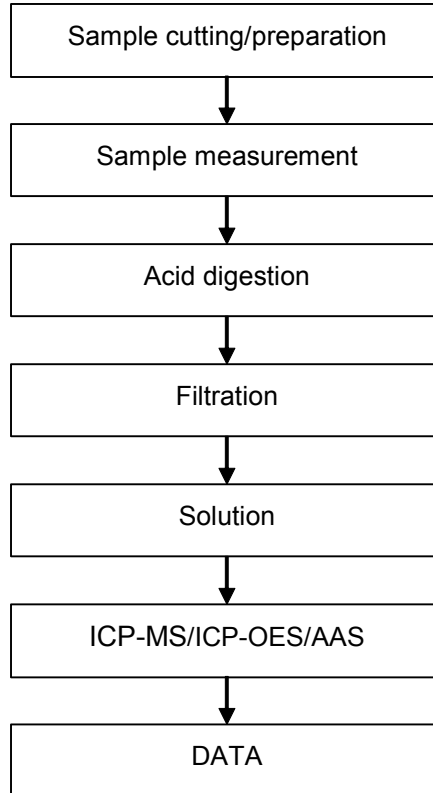 Sample cutting/preparation
Sample measurement
Acid digestion
Filtration
Solution
ICP-MS/ICP-OES/AAS
DATA